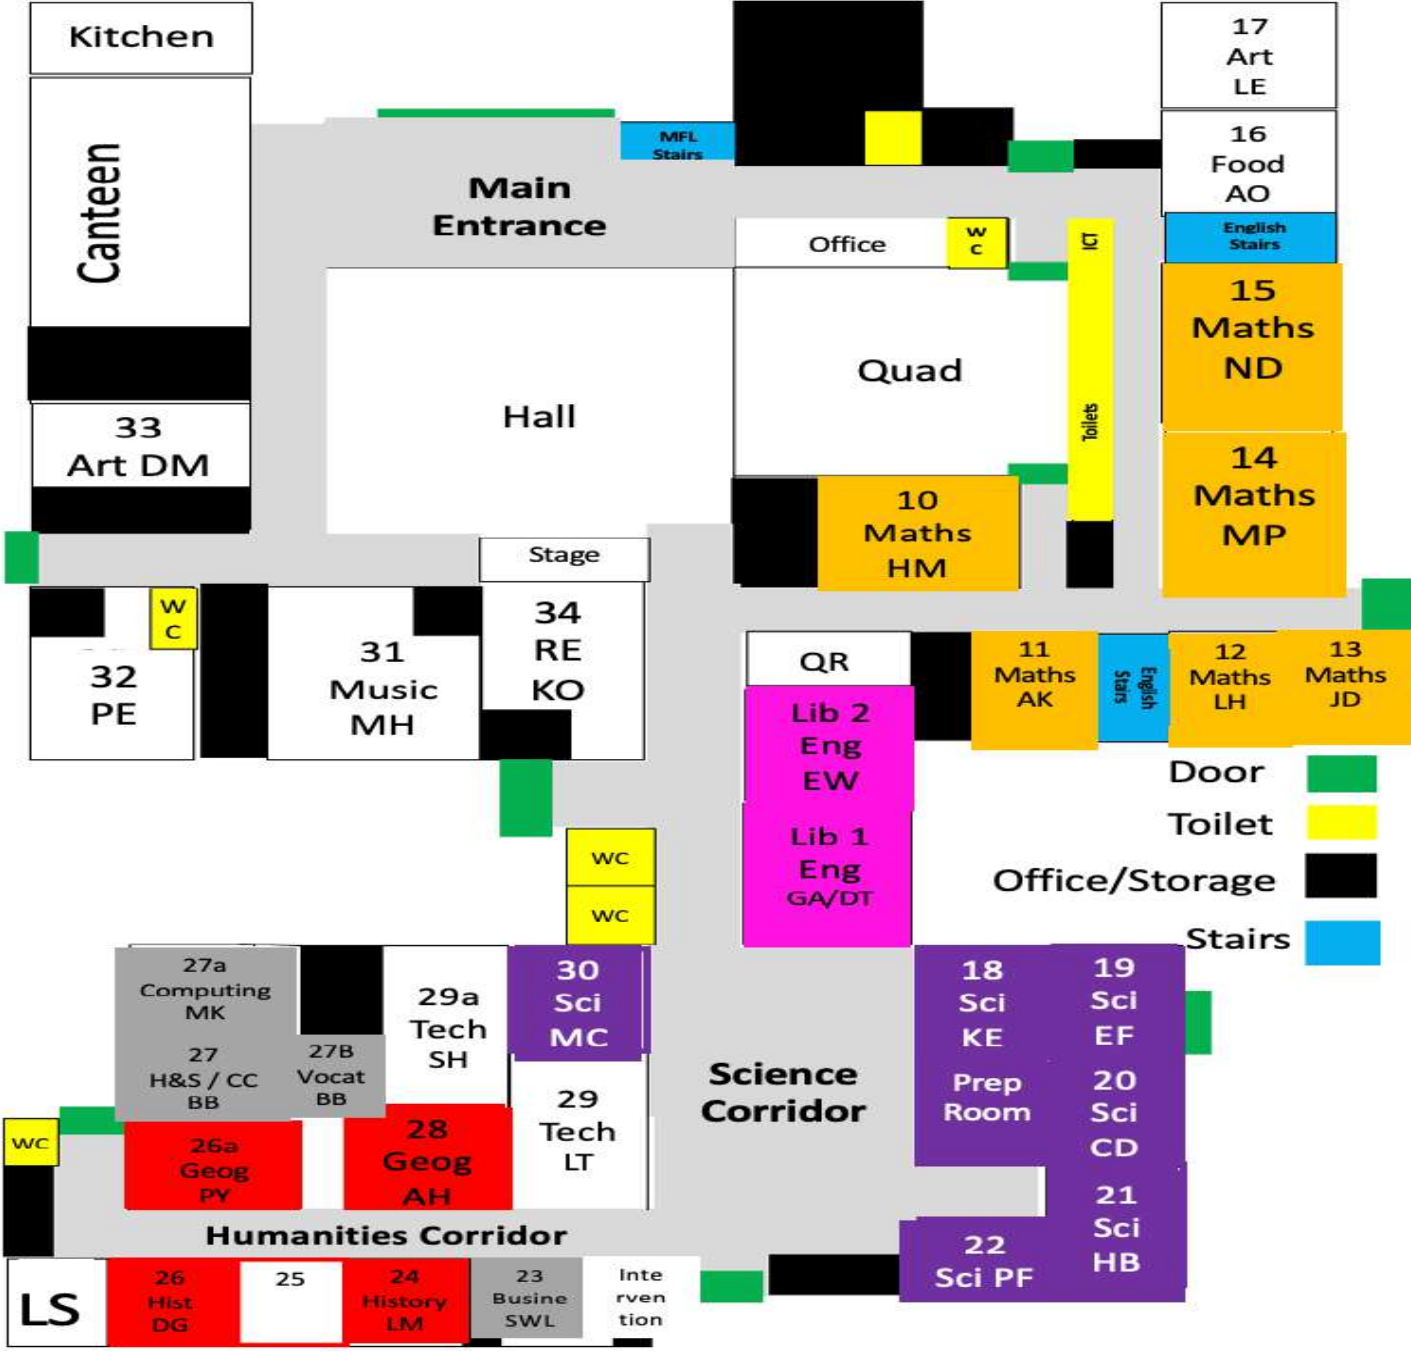 Kitchen
Canteen
MFL
Stairs
Main
Entrance
17
Art
LE
16
Food
AO
English
Stairs
Office
W
C
ICT
Toilets
15
Maths
ND
Quad
Hall
33
Art DM
14
Maths
MP
10
Maths
HM
Stage
W
C
32
PE
31
Music
MH
34
RE
KO
QR
11
Maths
AK
English
Stairs
12
Maths
LH
13
Maths
JD
Lib 2
Eng
EW
Lib 1
Eng
GA/DT
Door
Toilet
Office/Storage
Stairs
WC
WC
27a
Computing
MK
27
H&S / CC
BB
27B
Vocat
BB
29a
Tech
SH
30
Sci
MC
29
Tech
LT
18
Sci
KE
19
Sci
EF
Prep
Room
20
Sci
CD
Science
Corridor
WC
26a
Geog
PY
28
Geog
AH
21
Sci
HB
22
Sci PF
Humanities Corridor
LS
26
Hist
DG
25
24
History
LM
23
Busine
SWL
Inte
rven
tion